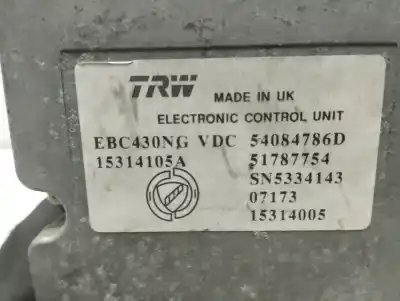 TRW
MADE IN UK
ELECTRONIC CONTROL UNIT
EBC430NG VDC 54084786D
15314105A 51787754
SN5334143
07173
15314005